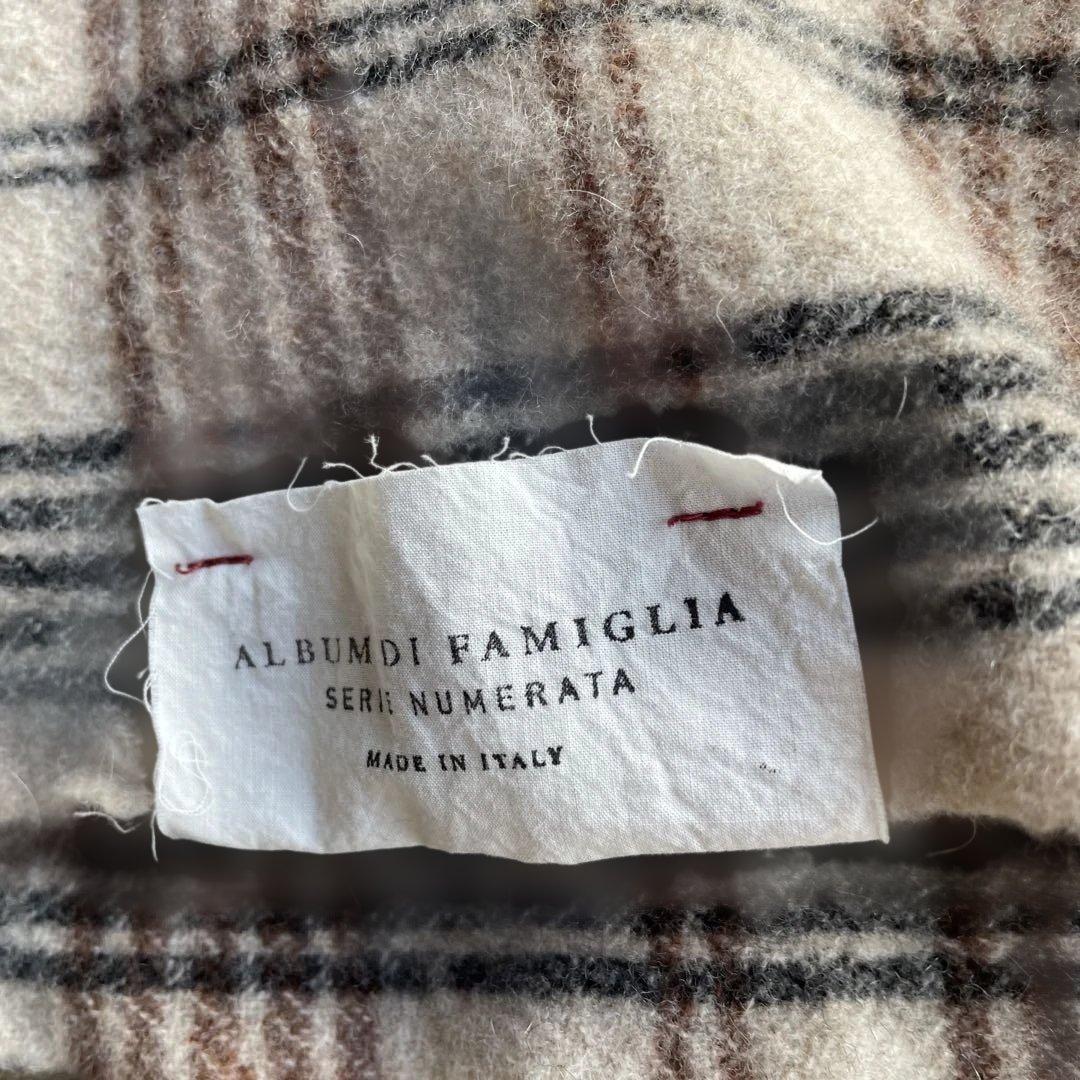 ALBUMDI FAMIGLIA
SERIE NUMERATA
MADE IN ITALY